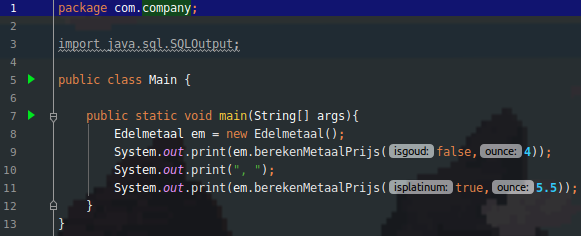 1 package com.company;
2
3 import java.sql.SQLOutput;
4
5 public class Main {
6
7 public static void main(String[] args){
8 Edelmetaal em = new Edelmetaal();
9 System.out.print(em.berekenMetaalPrijs( isgoud: false, ounce: 4));
10 System.out.print(", ");
11 System.out.print(em.berekenMetaalPrijs( isplatinum: true, ounce: 5.5));
12 }
13 }